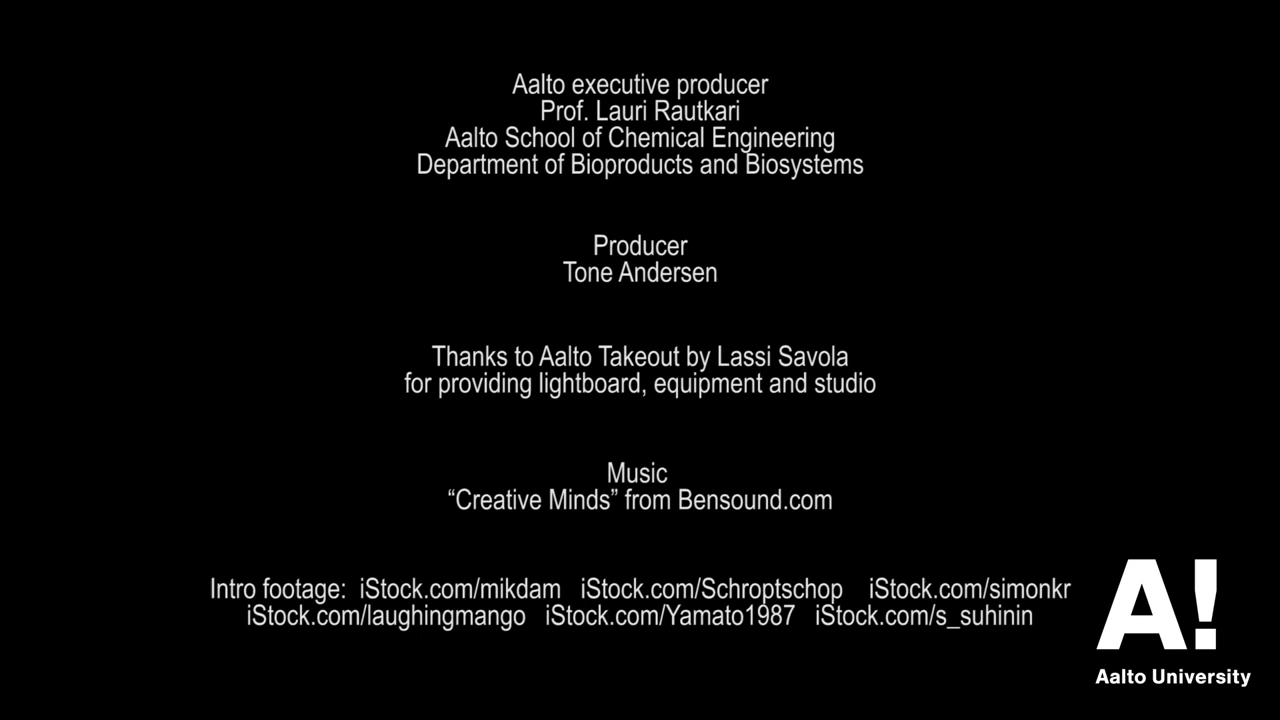 Aalto executive producer
Prof. Lauri Rautkari
Aalto School of Chemical Engineering
Department of Bioproducts and Biosystems
Producer
Tone Andersen
Thanks to Aalto Takeout by Lassi Savola
for providing lightboard, equipment and studio
Music
“Creative Minds” from Bensound.com
Intro footage:  iStock.com/mikdam   iStock.com/Schroptschop    iStock.com/simonkr
iStock.com/laughingmango   iStock.com/Yamato1987   iStock.com/s_suhinin
A!
Aalto University